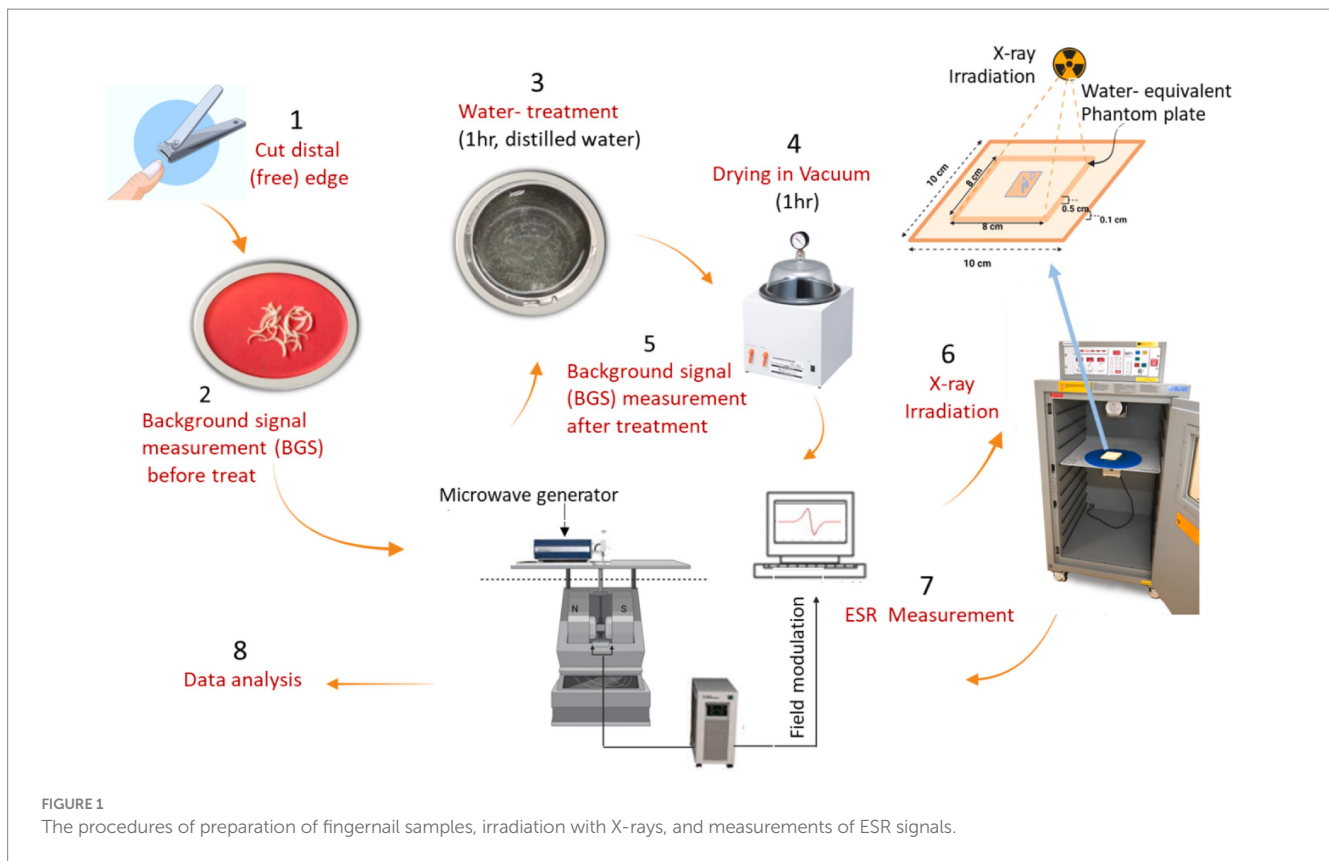 1
Cut distal
(free) edge
2
Background signal
measurement (BGS)
before treat
3
Water- treatment
(1hr, distilled water)
4
Drying in Vacuum
(1hr)
5
Background signal
(BGS) measurement
after treatment
X-ray
Irradiation
Water- equivalent
Phantom plate
10 cm
8 cm
8 cm
0.5 cm
0.1 cm
10 cm
6
X-ray
Irradiation
Microwave generator
N S
Field modulation
7
ESR Measurement
8
Data analysis
FIGURE 1
The procedures of preparation of fingernail samples, irradiation with X-rays, and measurements of ESR signals.